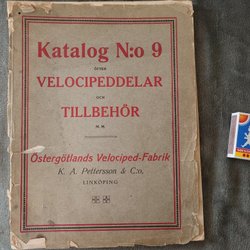 Katalog N:o 9
ÖFVER
VELOCIPEDDELAR
OCH
TILLBEHÖR
M. M.
Östergötlands Velociped-Fabrik
K. A. Pettersson & C:o.
LINKÖPING